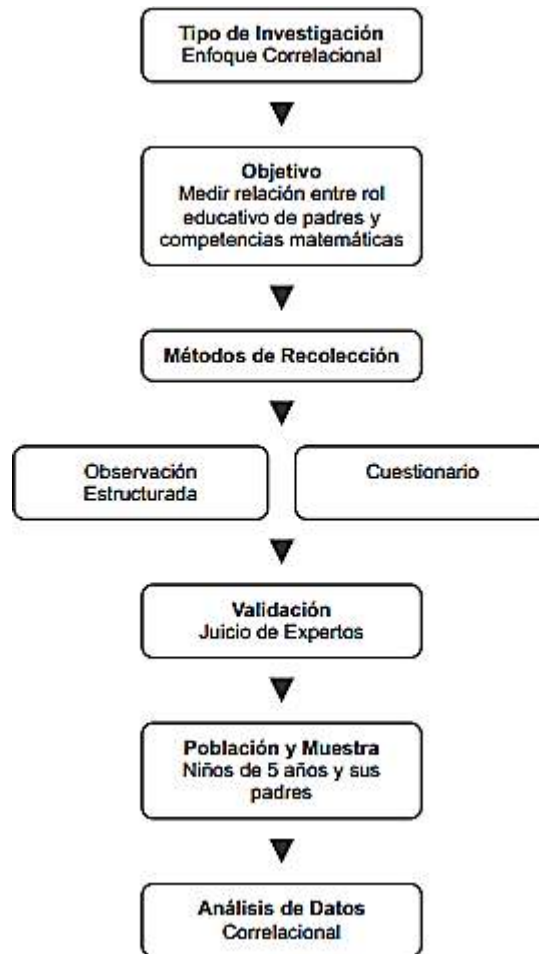 Tipo de Investigación
Enfoque Correlacional
Objetivo
Medir relación entre rol
educativo de padres y
competencias matemáticas
Métodos de Recolección
Observación
Estructurada
Cuestionario
Validación
Juicio de Expertos
Población y Muestra
Niños de 5 años y sus
padres
Análisis de Datos
Correlacional